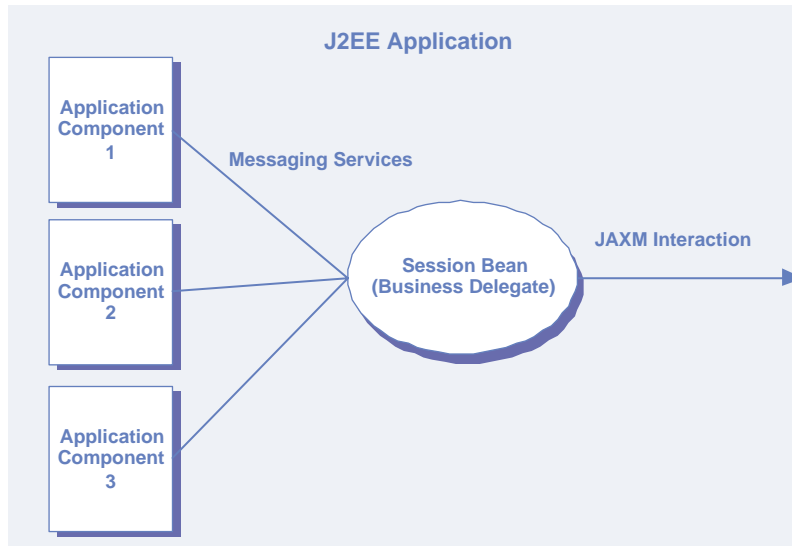 J2EE Application
Application
Component
1
Messaging Services
Application
Component
2
Session Bean
(Business Delegate)
JAXM Interaction
Application
Component
3